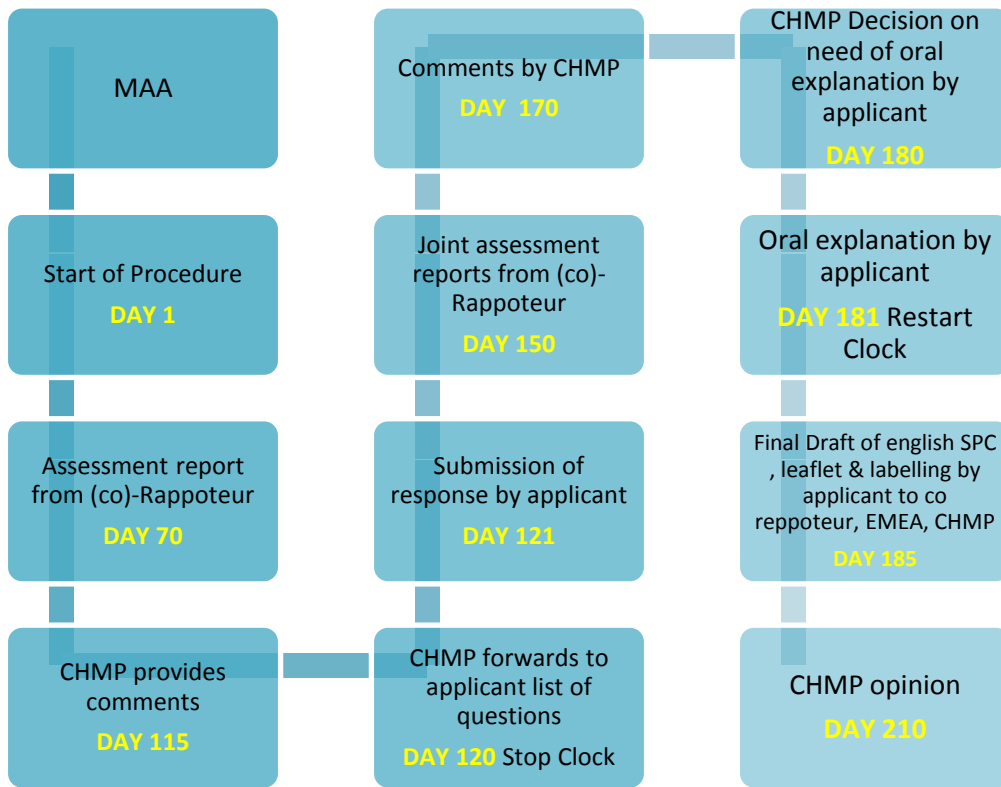 MAA
Start of Procedure
DAY 1
Assessment report
from (co)-Rappoteur
DAY 70
CHMP provides
comments
DAY 115
CHMP forwards to
applicant list of
questions
DAY 120 Stop Clock
Submission of
response by applicant
DAY 121
Joint assessment
reports from (co)-
Rappoteur
DAY 150
Comments by CHMP
DAY 170
CHMP Decision on
need of oral
explanation by
applicant
DAY 180
Oral explanation by
applicant
DAY 181 Restart
Clock
Final Draft of english SPC
, leaflet & labelling by
applicant to co
reppoteur, EMEA, CHMP
DAY 185
CHMP opinion
DAY 210